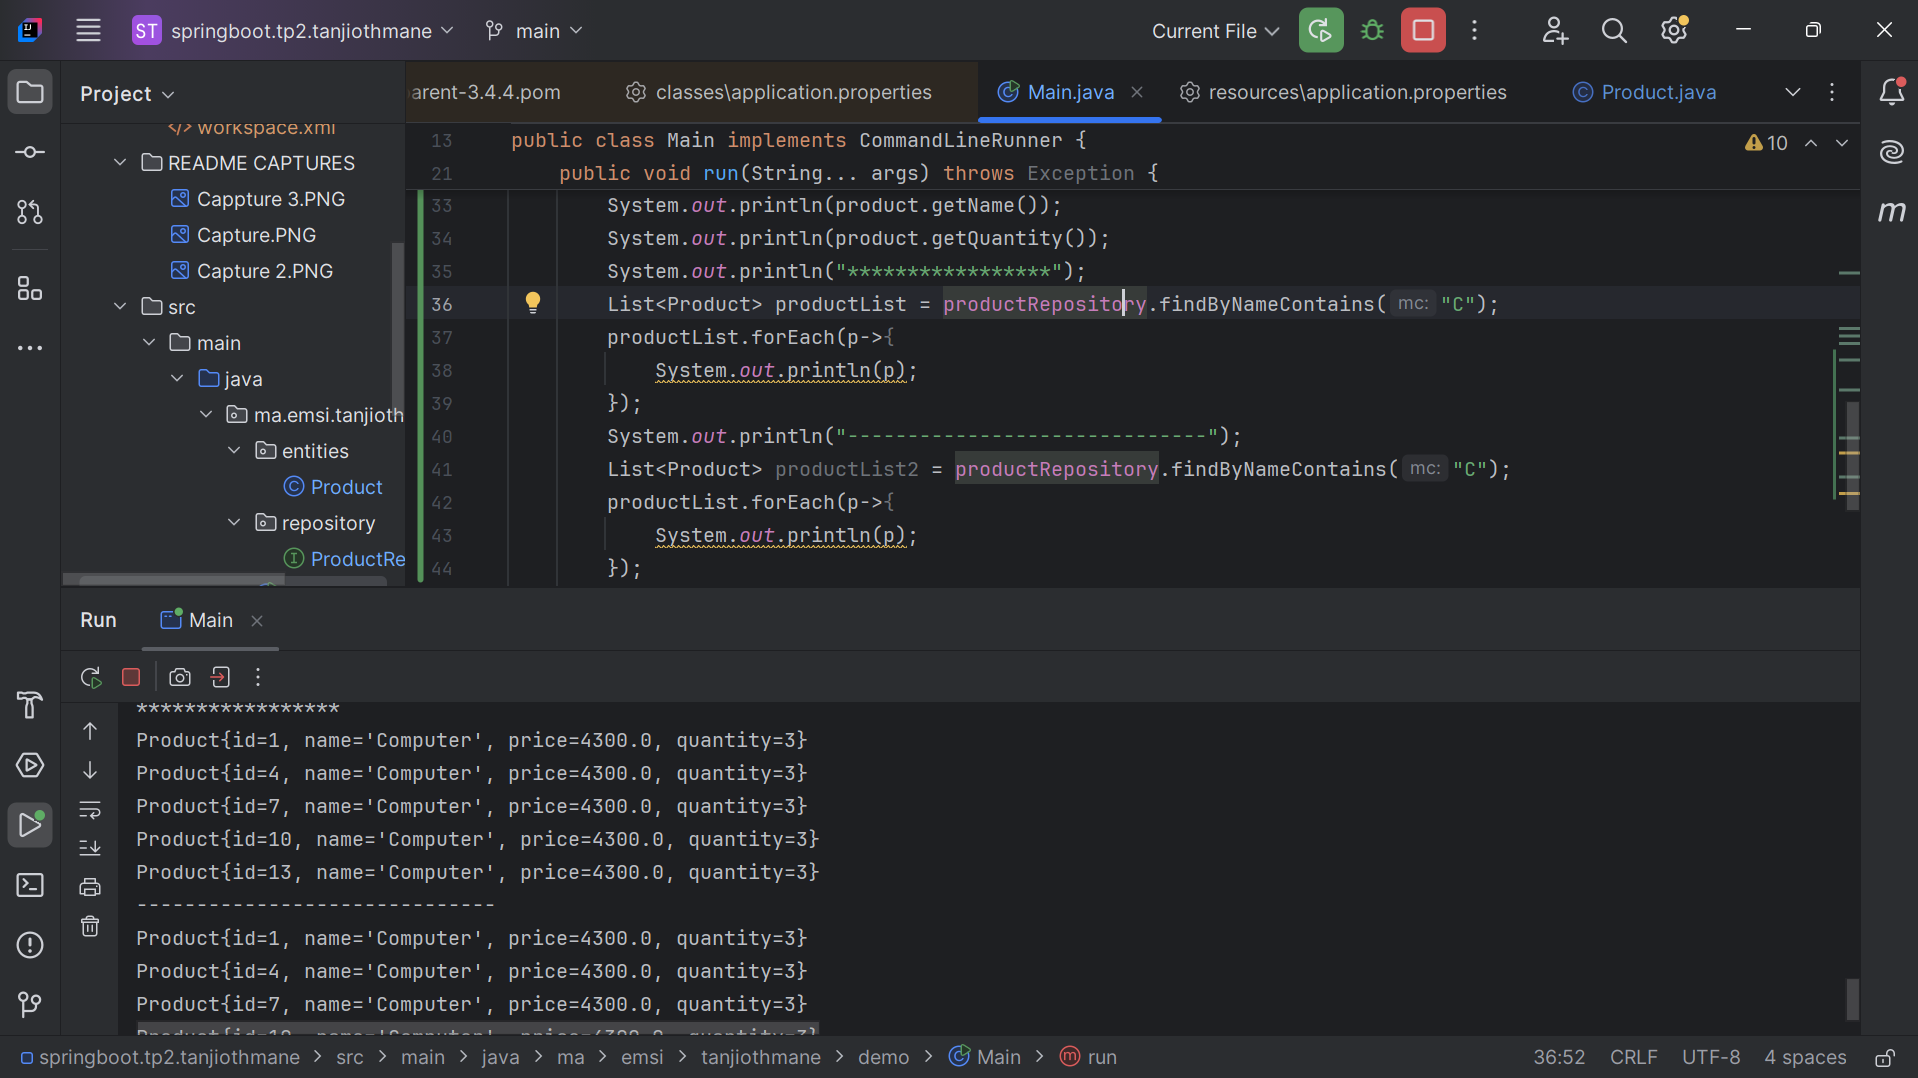 ST springboot.tp2.tanjiothmane main Current File
Project
workspace.xml
README CAPTURES
Cappture 3.PNG
Capture.PNG
Capture 2.PNG
src
main
java
ma.emsi.tanjioth
entities
Product
repository
ProductRe
arent-3.4.4.pom classes\application.properties Main.java resources\application.properties Product.java
13 public class Main implements CommandLineRunner { 10
21 public void run(String... args) throws Exception {
33 System.out.println(product.getName());
34 System.out.println(product.getQuantity());
35 System.out.println("*****************");
36 List<Product> productList = productRepository.findByNameContains( mc: "C");
37 productList.forEach(p->{
38 System.out.println(p);
39 });
40 System.out.println("------------------------------");
41 List<Product> productList2 = productRepository.findByNameContains( mc: "C");
42 productList.forEach(p->{
43 System.out.println(p);
44 });
m
Run Main
*****************
Product{id=1, name='Computer', price=4300.0, quantity=3}
Product{id=4, name='Computer', price=4300.0, quantity=3}
Product{id=7, name='Computer', price=4300.0, quantity=3}
Product{id=10, name='Computer', price=4300.0, quantity=3}
Product{id=13, name='Computer', price=4300.0, quantity=3}
------------------------------
Product{id=1, name='Computer', price=4300.0, quantity=3}
Product{id=4, name='Computer', price=4300.0, quantity=3}
Product{id=7, name='Computer', price=4300.0, quantity=3}
Product{id=10, name='Computer', price=4300.0, quantity=3}
springboot.tp2.tanjiothmane > src > main > java > ma > emsi > tanjiothmane > demo > Main > run 36:52 CRLF UTF-8 4 spaces